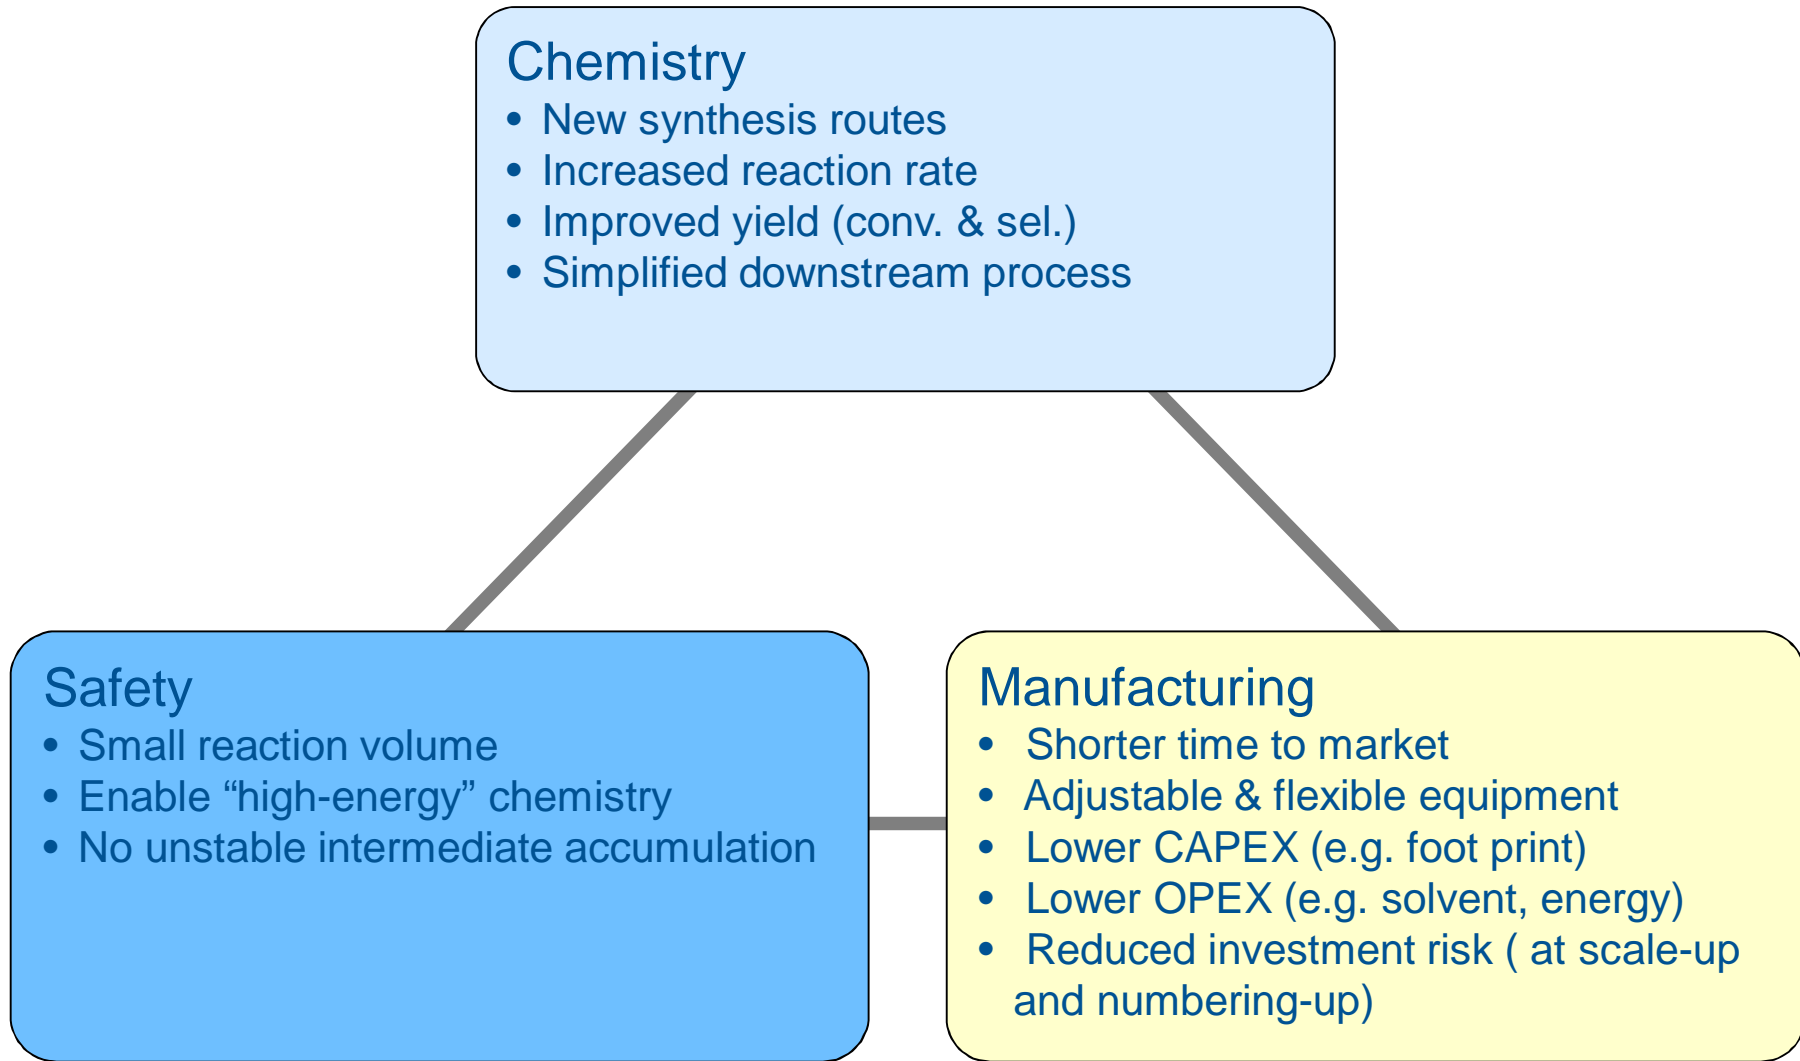 Chemistry
• New synthesis routes
• Increased reaction rate
• Improved yield (conv. & sel.)
• Simplified downstream process
Safety
• Small reaction volume
• Enable “high-energy” chemistry
• No unstable intermediate accumulation
Manufacturing
• Shorter time to market
• Adjustable & flexible equipment
• Lower CAPEX (e.g. foot print)
• Lower OPEX (e.g. solvent, energy)
• Reduced investment risk ( at scale-up
and numbering-up)